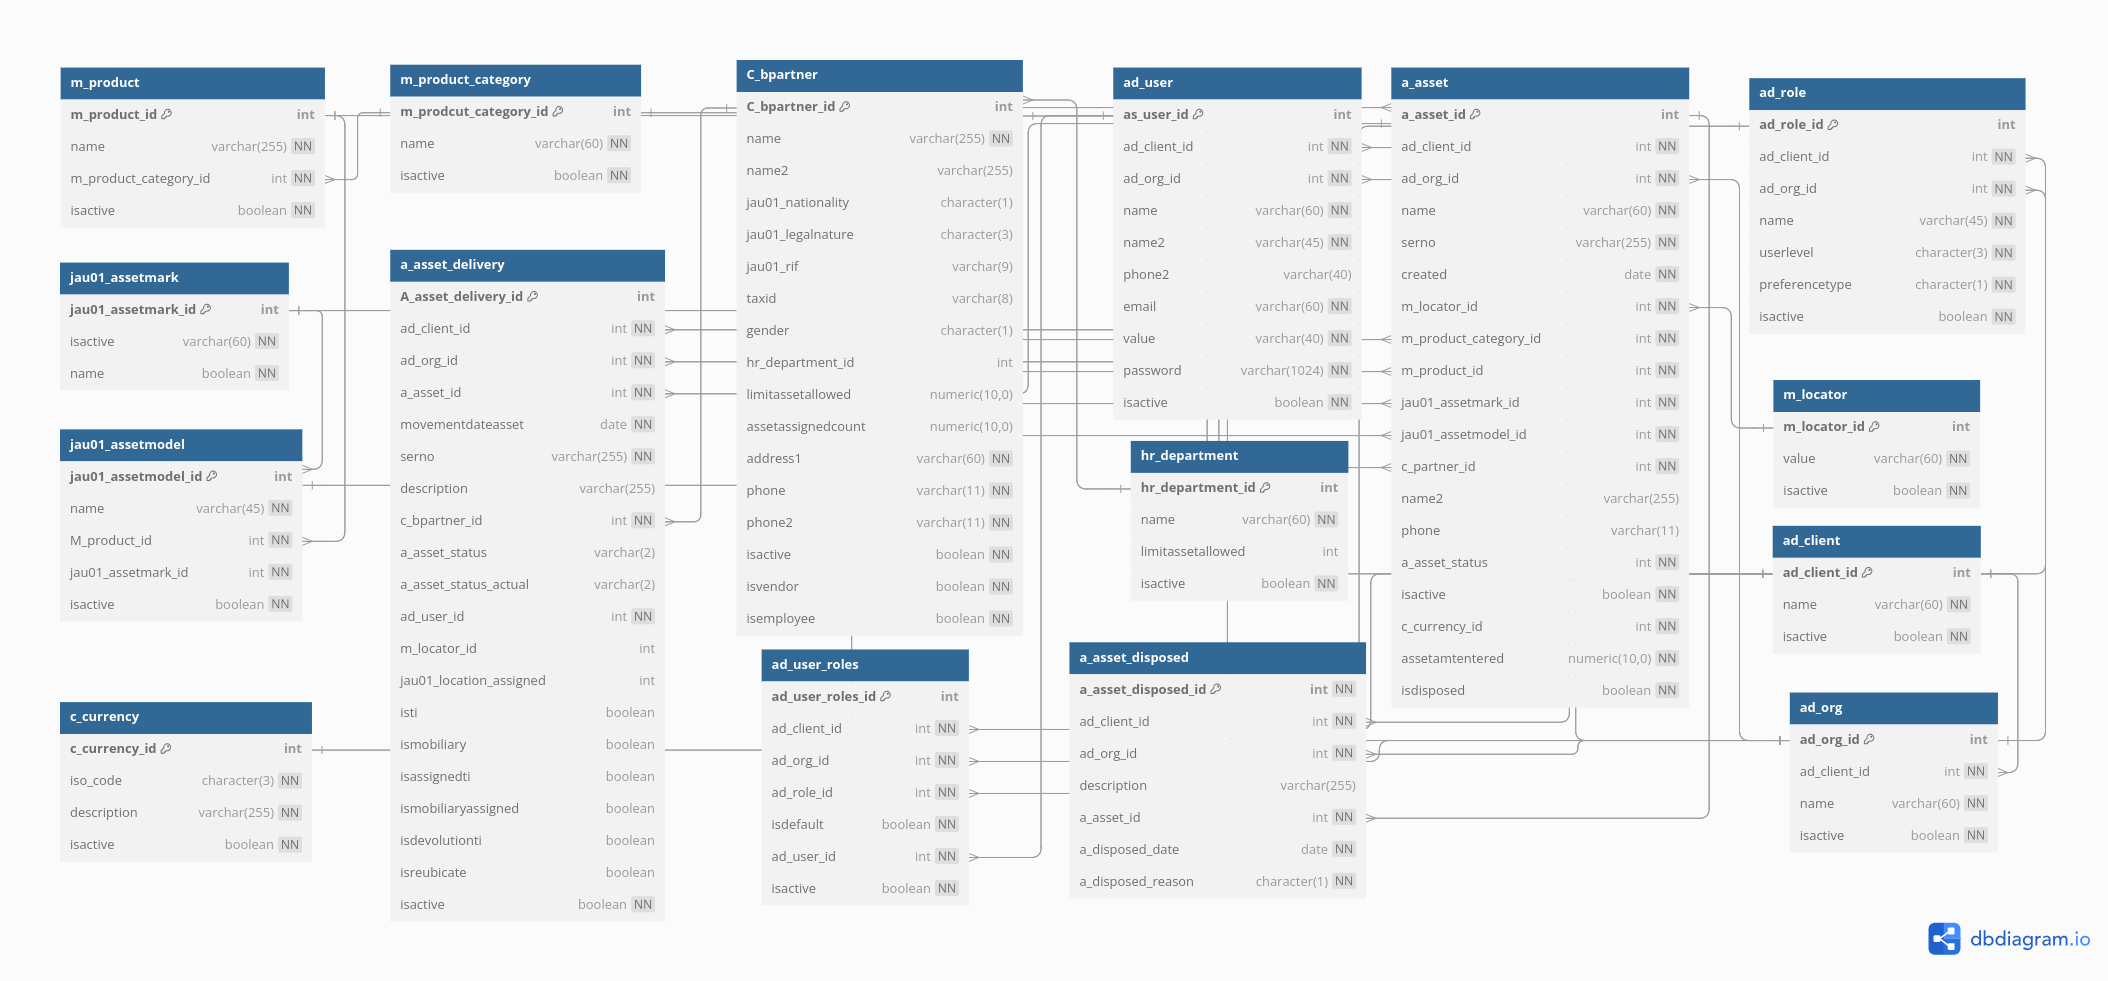 m_product
m_product_id int
name varchar(255) NN
m_product_category_id int NN
isactive boolean NN
m_product_category
m_prodcut_category_id int
name varchar(60) NN
isactive boolean NN
C_bpartner
C_bpartner_id int
name varchar(255) NN
name2 varchar(255)
jau01_nationality character(1)
jau01_legalnature character(3)
jau01_rif varchar(9)
taxid varchar(8)
gender character(1)
hr_department_id int
limitassetallowed numeric(10,0)
assetassignedcount numeric(10,0)
address1 varchar(60) NN
phone varchar(11) NN
phone2 varchar(11) NN
isactive boolean NN
isvendor boolean NN
isemployee boolean NN
ad_user
as_user_id int
ad_client_id int NN
ad_org_id int NN
name varchar(60) NN
name2 varchar(45) NN
phone2 varchar(40)
email varchar(60) NN
value varchar(40) NN
password varchar(1024) NN
isactive boolean NN
a_asset
a_asset_id int
ad_client_id int NN
ad_org_id int NN
name varchar(60) NN
serno varchar(255) NN
created date NN
m_locator_id int NN
m_product_category_id int NN
m_product_id int NN
jau01_assetmark_id int NN
jau01_assetmodel_id int NN
c_partner_id int NN
name2 varchar(255)
phone varchar(11)
a_asset_status int NN
isactive boolean NN
c_currency_id int NN
assetamtentered numeric(10,0) NN
isdisposed boolean NN
ad_role
ad_role_id int
ad_client_id int NN
ad_org_id int NN
name varchar(45) NN
userlevel character(3) NN
preferencetype character(1) NN
isactive boolean NN
jau01_assetmark
jau01_assetmark_id int
isactive varchar(60) NN
name boolean NN
a_asset_delivery
A_asset_delivery_id int
ad_client_id int NN
ad_org_id int NN
a_asset_id int NN
movementdateasset date NN
serno varchar(255) NN
description varchar(255)
c_bpartner_id int NN
a_asset_status varchar(2)
a_asset_status_actual varchar(2)
ad_user_id int NN
m_locator_id int
jau01_location_assigned int
isti boolean
ismobiliary boolean
isassignedti boolean
ismobiliaryassigned boolean
isdevolutionti boolean
isreubicate boolean
isactive boolean NN
jau01_assetmodel
jau01_assetmodel_id int
name varchar(45) NN
M_product_id int NN
jau01_assetmark_id int NN
isactive boolean NN
hr_department
hr_department_id int
name varchar(60) NN
limitassetallowed int
isactive boolean NN
m_locator
m_locator_id int
value varchar(60) NN
isactive boolean NN
ad_client
ad_client_id int
name varchar(60) NN
isactive boolean NN
c_currency
c_currency_id int
iso_code character(3) NN
description varchar(255) NN
isactive boolean NN
ad_user_roles
ad_user_roles_id int
ad_client_id int NN
ad_org_id int NN
ad_role_id int NN
isdefault boolean NN
ad_user_id int NN
isactive boolean NN
a_asset_disposed
a_asset_disposed_id int NN
ad_client_id int NN
ad_org_id int NN
description varchar(255)
a_asset_id int NN
a_disposed_date date NN
a_disposed_reason character(1) NN
ad_org
ad_org_id int
ad_client_id int NN
name varchar(60) NN
isactive boolean NN
dbdiagram.io